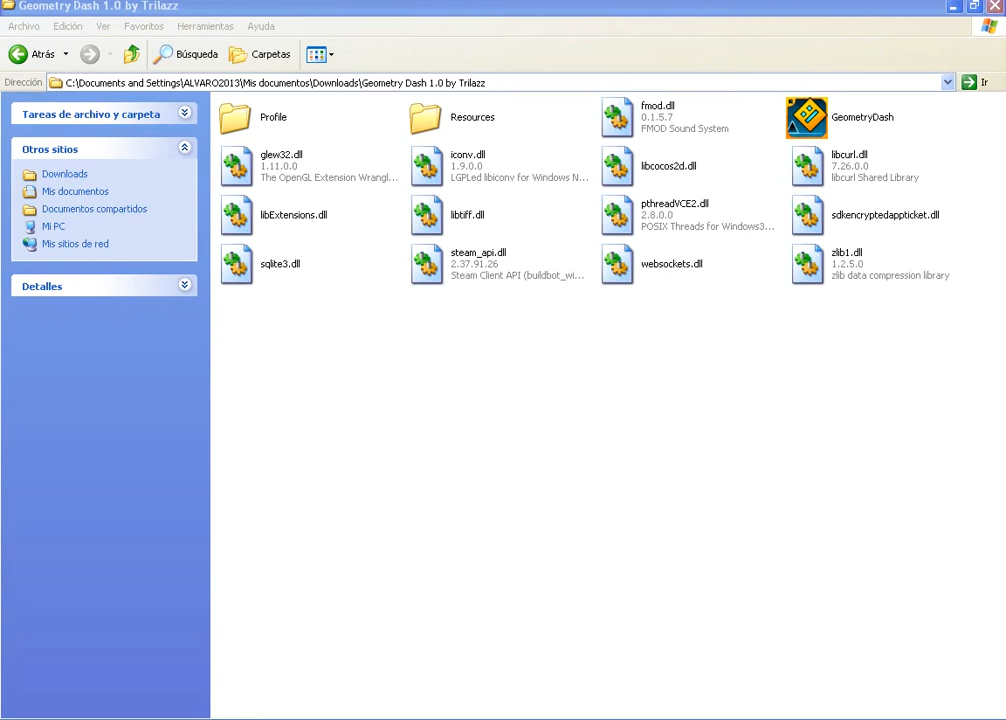 Geometry Dash 1.0 by Trilazz
Archivo Edición Ver Favoritos Herramientas Ayuda
Atrás Búsqueda Carpetas
Dirección C:\Documents and Settings\ALVARO2013\Mis documentos\Downloads\Geometry Dash 1.0 by Trilazz Ir
Tareas de archivo y carpeta
Otros sitios
Downloads
Mis documentos
Documentos compartidos
Mi PC
Mis sitios de red
Detalles
Profile
Resources
fmod.dll
0.1.5.7
FMOD Sound System
GeometryDash
glew32.dll
1.11.0.0
The OpenGL Extension Wrangl...
iconv.dll
1.9.0.0
LGPLed libiconv for Windows N...
libcocos2d.dll
libcurl.dll
7.26.0.0
libcurl Shared Library
libExtensions.dll
libtiff.dll
pthreadVCE2.dll
2.8.0.0
POSIX Threads for Windows3...
sdkencryptedappticket.dll
sqlite3.dll
steam_api.dll
2.37.91.26
Steam Client API (buildbot_wi...
websockets.dll
zlib1.dll
1.2.5.0
zlib data compression library